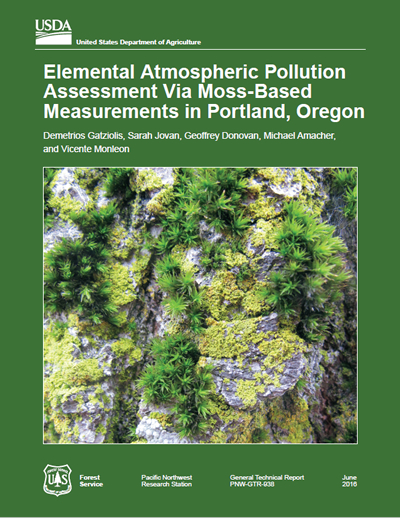 USDA
United States Department of Agriculture
Elemental Atmospheric Pollution
Assessment Via Moss-Based
Measurements in Portland, Oregon
Demetrios Gatziolis, Sarah Jovan, Geoffrey Donovan, Michael Amacher,
and Vicente Monleon
Forest
Service
Pacific Northwest
Research Station
General Technical Report
PNW-GTR-938
June
2016